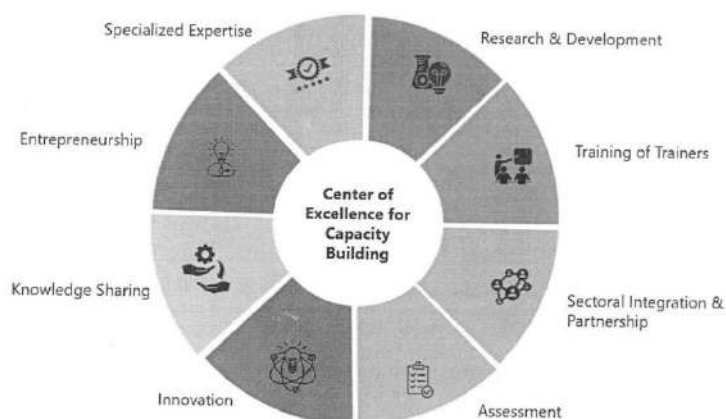 Specialized Expertise
Research & Development
Entrepreneurship
Training of Trainers
Center of
Excellence for
Capacity
Building
Knowledge Sharing
Sectoral Integration &
Partnership
Innovation
Assessment